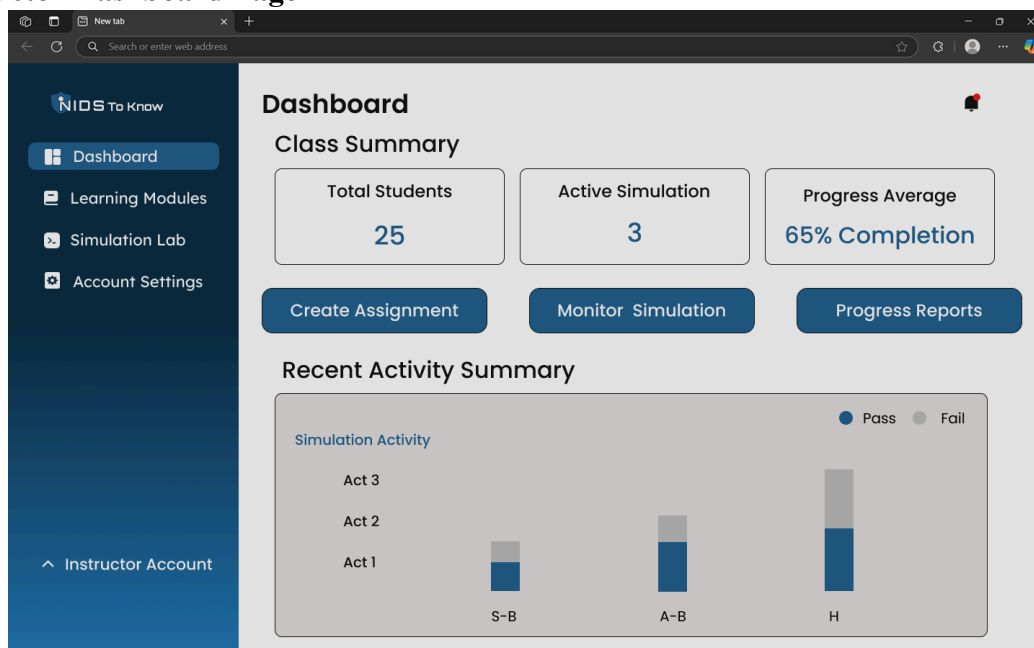 New tab
Search or enter web address
NIDS To Know
Dashboard
Learning Modules
Simulation Lab
Account Settings
Instructor Account
Dashboard
Class Summary
Total Students
25
Active Simulation
3
Progress Average
65% Completion
Create Assignment
Monitor Simulation
Progress Reports
Recent Activity Summary
Pass
Fail
Simulation Activity
Act 3
Act 2
Act 1
S-B
A-B
H